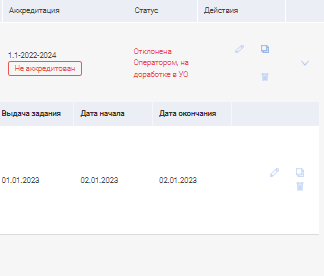 Аккредитация Статус Действия
1.1-2022-2024
Не аккредитован
Отклонена
Оператором, на
доработке в УО
Выдача задания Дата начала Дата окончания
01.01.2023 02.01.2023 02.01.2023